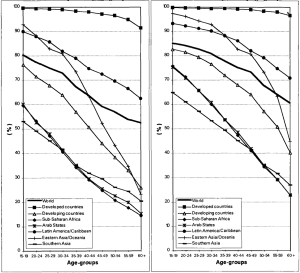 100
90
80
70
60
50
40
30
20
10
0
(%)
World
Developed countries
Developing countries
Sub-Saharan Africa
Arab States
Latin America/Caribbean
Eastern Asia/Oceania
Southern Asia
15-19 20-24 25-29 30-34 35-39 40-44 45-49 50-54 55-59 60+
Age-groups
100
90
80
70
60
50
40
30
20
10
0
(%)
World
Developed countries
Developing countries
Sub-Saharan Africa
Arab States
Latin America/Caribbean
Eastern Asia/Oceania
Southern Asia
15-19 20-24 25-29 30-34 35-39 40-44 45-49 50-54 55-59 60+
Age-groups